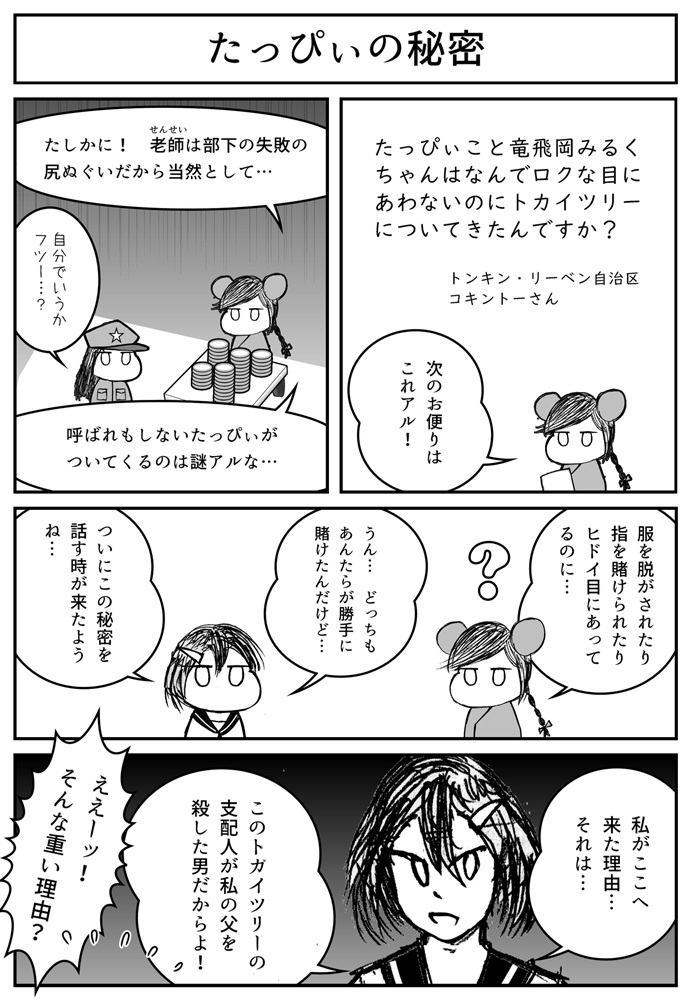 たっぴぃの秘密
たっぴぃこと竜飛岡みるく
ちゃんはなんでロクな目に
あわないのにトカイツリー
についてきたんですか？
トンキン・リーベン自治区
コキントーさん
次のお便りは
これアル！
たしかに！　老師は部下の失敗の
せんせい
尻ぬぐいだから当然として…
自分でいうか
フツー…？
呼ばれもしないたっぴぃが
ついてくるのは謎アルな…
服を脱がされたり
指を賭けられたり
ヒドイ目にあって
るのに…
？
うん…　どっちも
あんたらが勝手に
賭けたんだけど…
ついにこの秘密を
話す時が来たよう
ね…
私がここへ
来た理由…
それは…
このトガイツリーの
支配人が私の父を
殺した男だからよ！
ええーッ！
そんな重い理由？